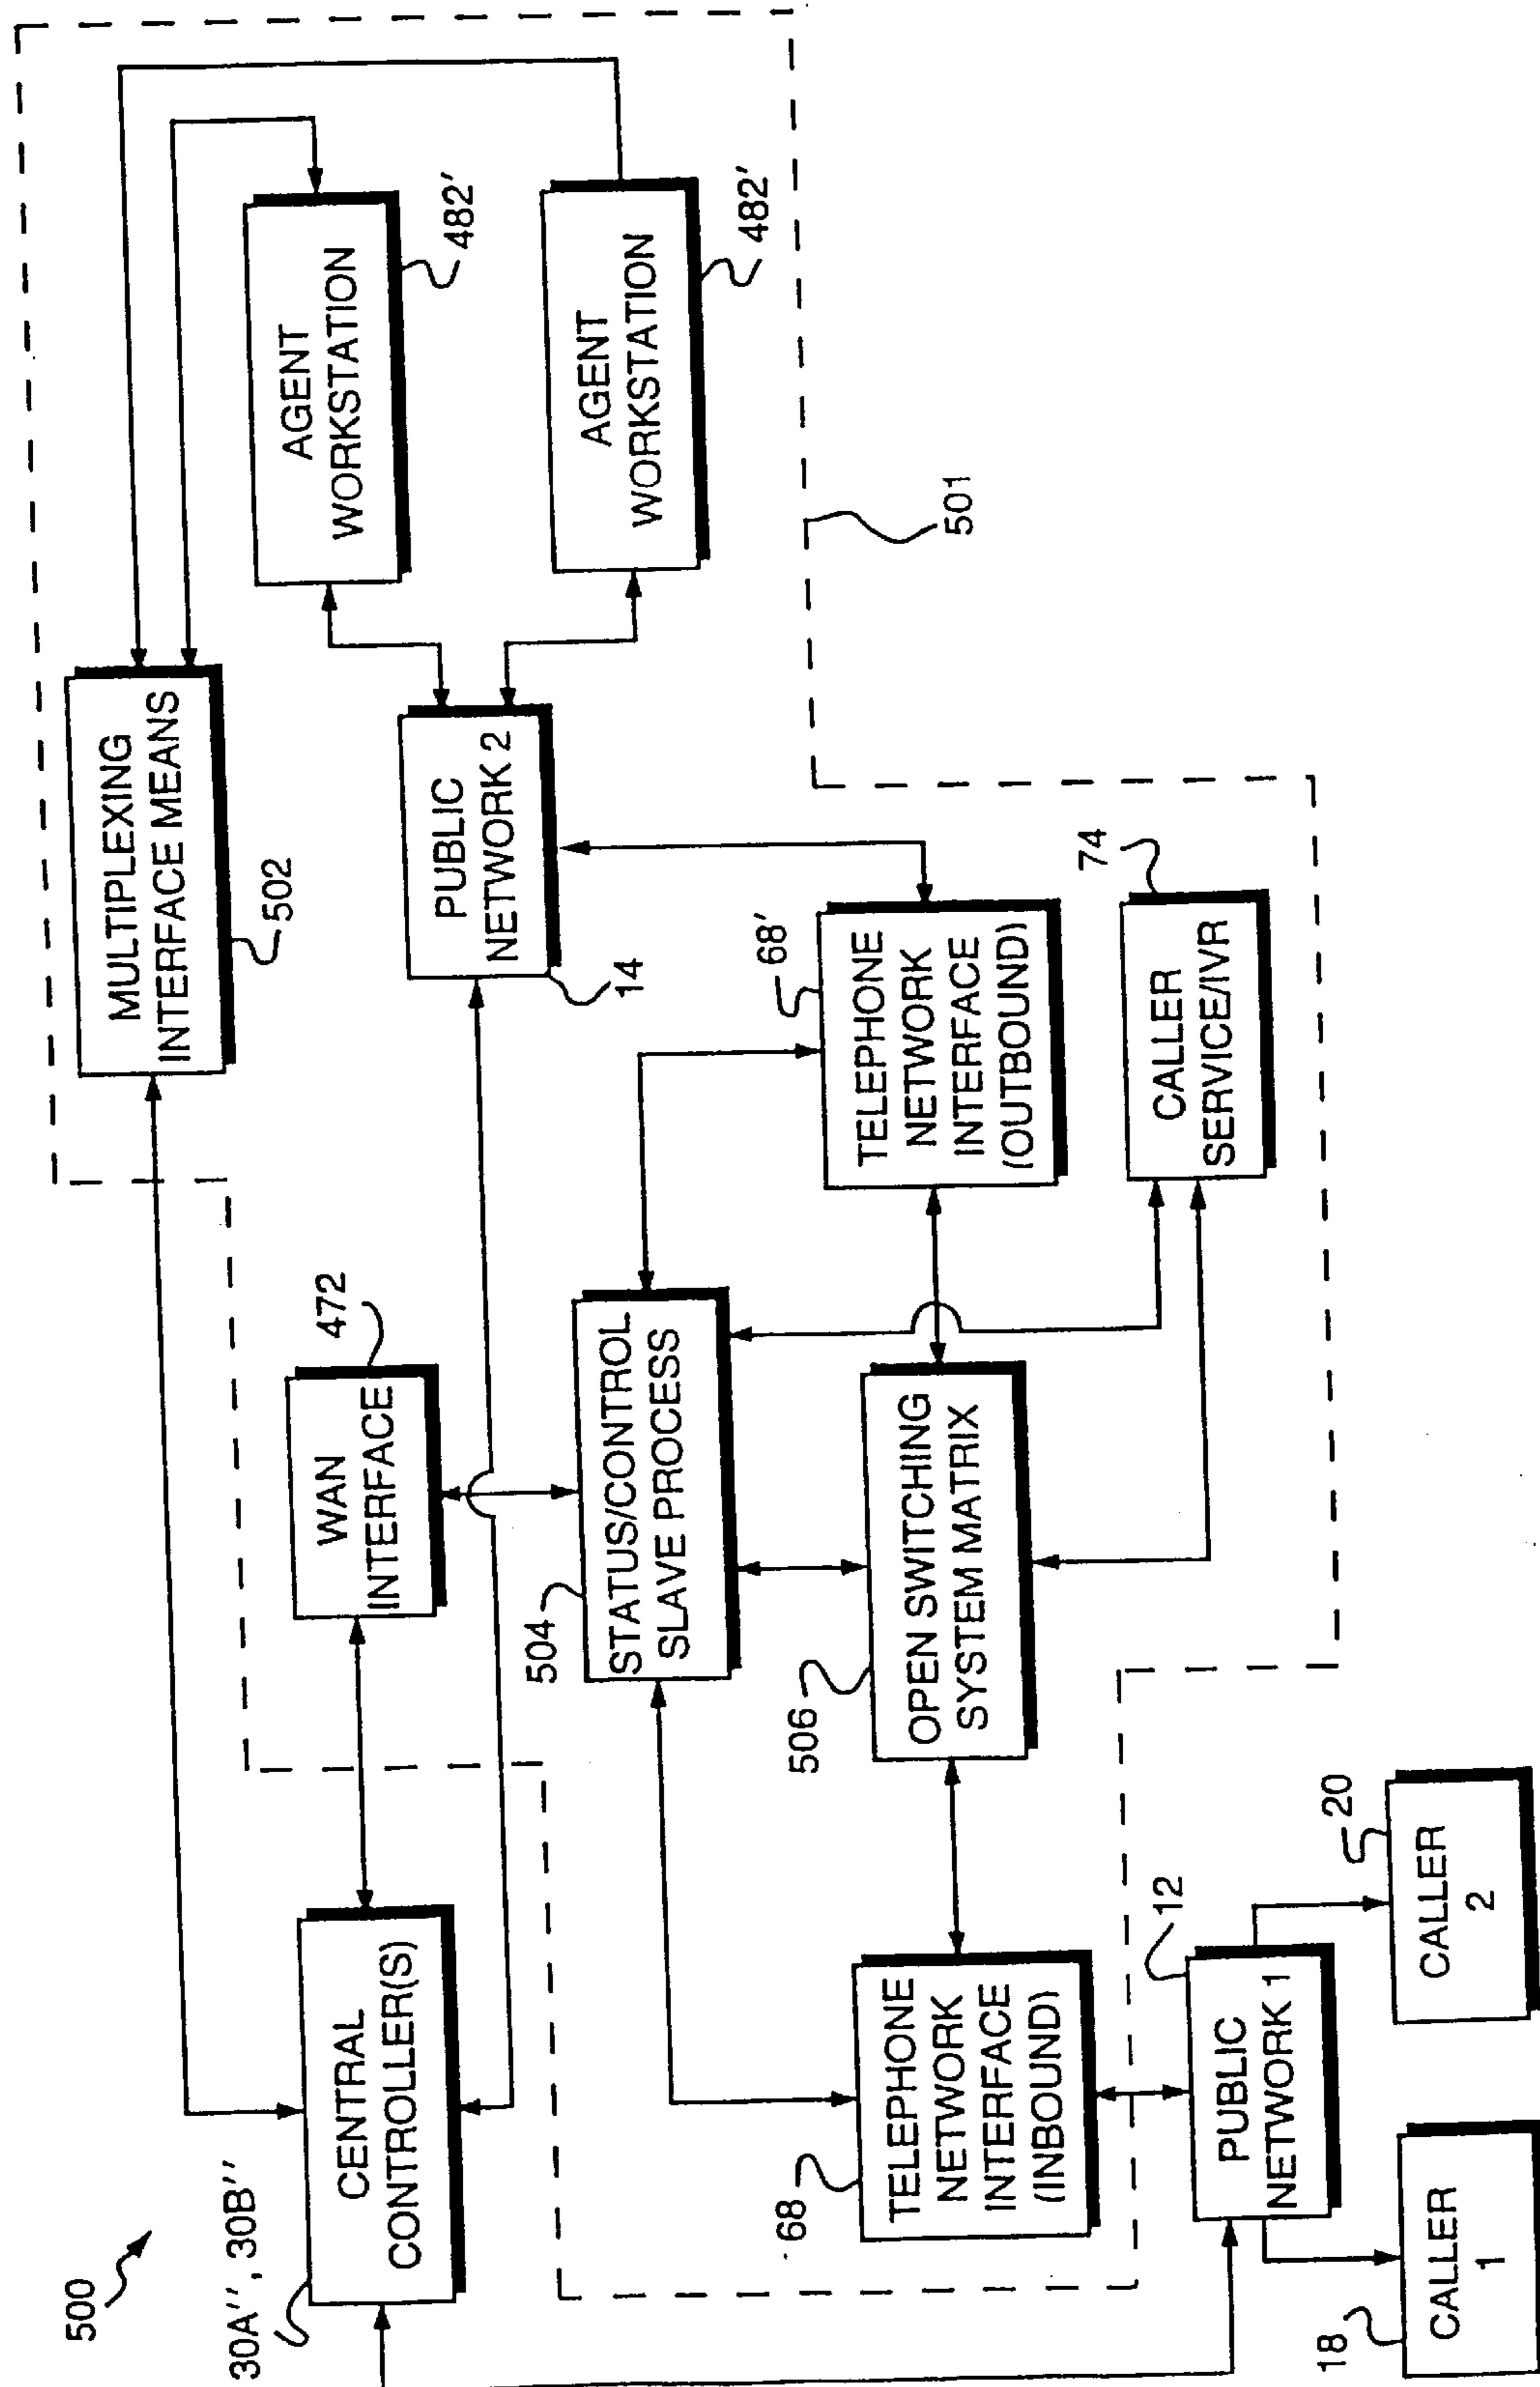 500
30A'', 30B''
CENTRAL
CONTROLLER(S)
WAN
INTERFACE
472
MULTIPLEXING
INTERFACE MEANS
502
AGENT
WORKSTATION
482'
AGENT
WORKSTATION
482'
PUBLIC
NETWORK 2
14
501
504
STATUS/CONTROL
SLAVE PROCESS
506
OPEN SWITCHING
SYSTEM MATRIX
68
TELEPHONE
NETWORK
INTERFACE
(INBOUND)
68'
TELEPHONE
NETWORK
INTERFACE
(OUTBOUND)
74
CALLER
SERVICE/IVR
12
PUBLIC
NETWORK 1
18
CALLER
1
20
CALLER
2